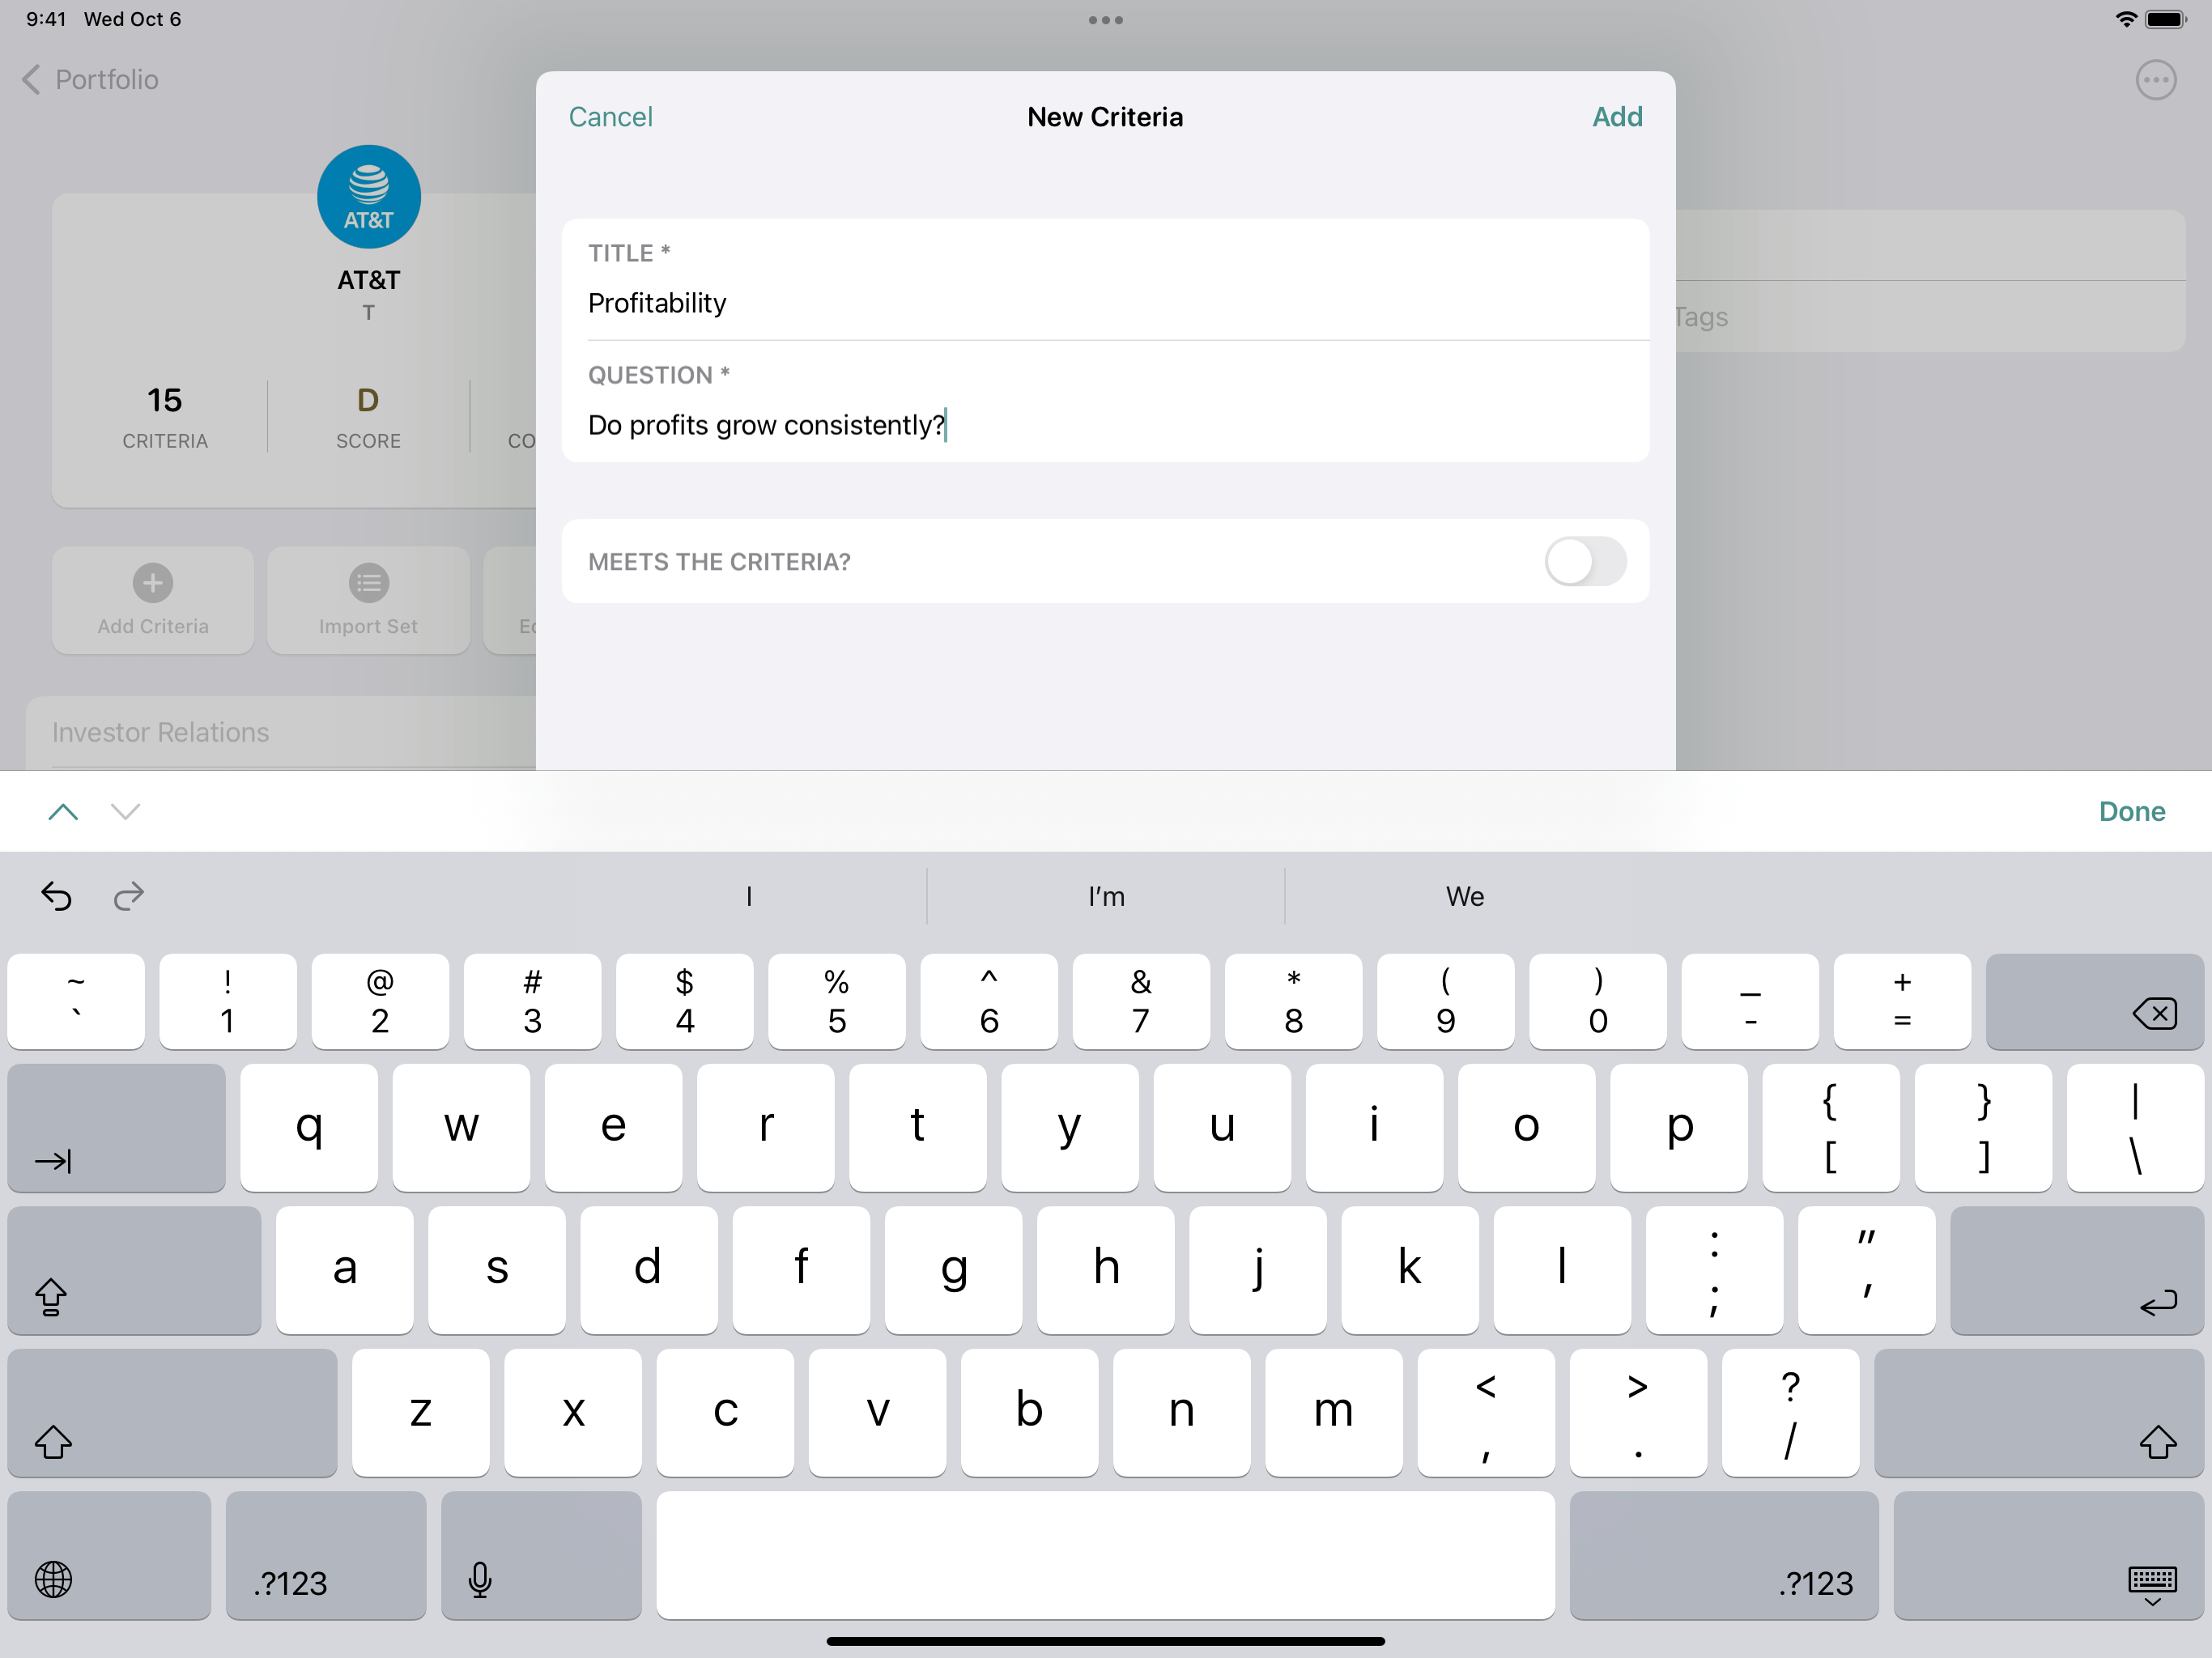 9:41 Wed Oct 6
Portfolio
Cancel
New Criteria
Add
AT&T
AT&T
T
15
CRITERIA
D
SCORE
CO
Add Criteria
Import Set
Investor Relations
Tags
TITLE *
Profitability
QUESTION *
Do profits grow consistently?
MEETS THE CRITERIA?
Done
I
I'm
We
~ ! @ # $ % ^ & * ( ) _ +
` 1 2 3 4 5 6 7 8 9 0 - =
q w e r t y u i o p { } |
[ ] \
a s d f g h j k l : "
; '
z x c v b n m < > ?
, . /
.?123
.?123